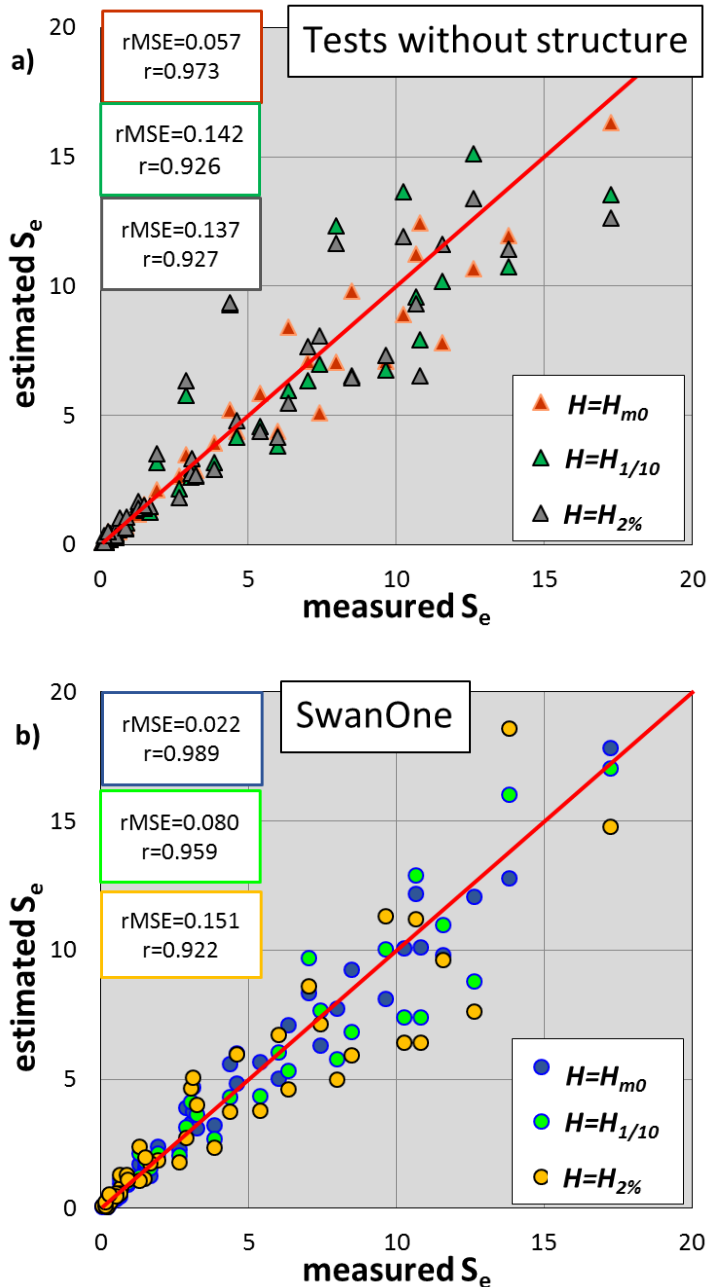 a)
20
15
10
5
0
estimated Sₑ
rMSE=0.057
r=0.973
rMSE=0.142
r=0.926
rMSE=0.137
r=0.927
Tests without structure
H=Hₘ₀
H=H₁/₁₀
H=H₂%
0 5 10 15 20
measured Sₑ
b)
20
15
10
5
0
estimated Sₑ
rMSE=0.022
r=0.989
rMSE=0.080
r=0.959
rMSE=0.151
r=0.922
SwanOne
H=Hₘ₀
H=H₁/₁₀
H=H₂%
0 5 10 15 20
measured Sₑ